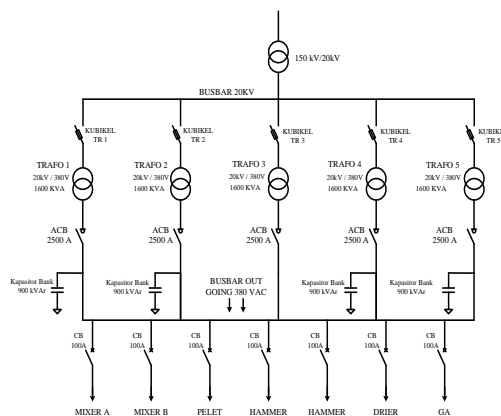 150 kV/20kV
BUSBAR 20KV
KUBIKEL
TR 1
KUBIKEL
TR 2
KUBIKEL
TR 3
KUBIKEL
TR 4
KUBIKEL
TR 5
TRAFO 1
20kV / 380V
1600 KVA
TRAFO 2
20kV / 380V
1600 KVA
TRAFO 3
20kV / 380V
1600 KVA
TRAFO 4
20kV / 380V
1600 KVA
TRAFO 5
20kV / 380V
1600 KVA
ACB
2500 A
ACB
2500 A
ACB
2500 A
ACB
2500 A
ACB
2500 A
Kapasitor Bank
900 kVAr
Kapasitor Bank
900 kVAr
BUSBAR OUT
GOING 380 VAC
Kapasitor Bank
900 kVAr
Kapasitor Bank
900 kVAr
CB
100A
CB
100A
CB
100A
CB
100A
CB
100A
CB
100A
CB
100A
MIXER A
MIXER B
PELET
HAMMER
HAMMER
DRIER
GA